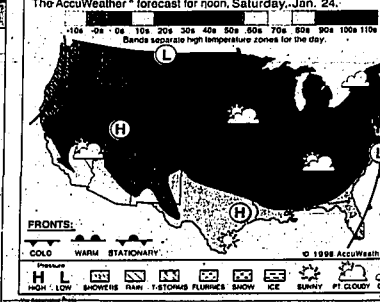 The AccuWeather® forecast for noon, Saturday, Jan. 24.
-10s -0s 0s 10s 20s 30s 40s 50s 60s 70s 80s 90s 100s 110s
Bands separate high temperature zones for the day.
L
H
H
L
FRONTS:
COLD WARM STATIONARY
© 1998 AccuWeath
Pressure
H L
HIGH LOW SHOWERS RAIN T-STORMS FLURRIES SNOW ICE SUNNY PT. CLOUDY